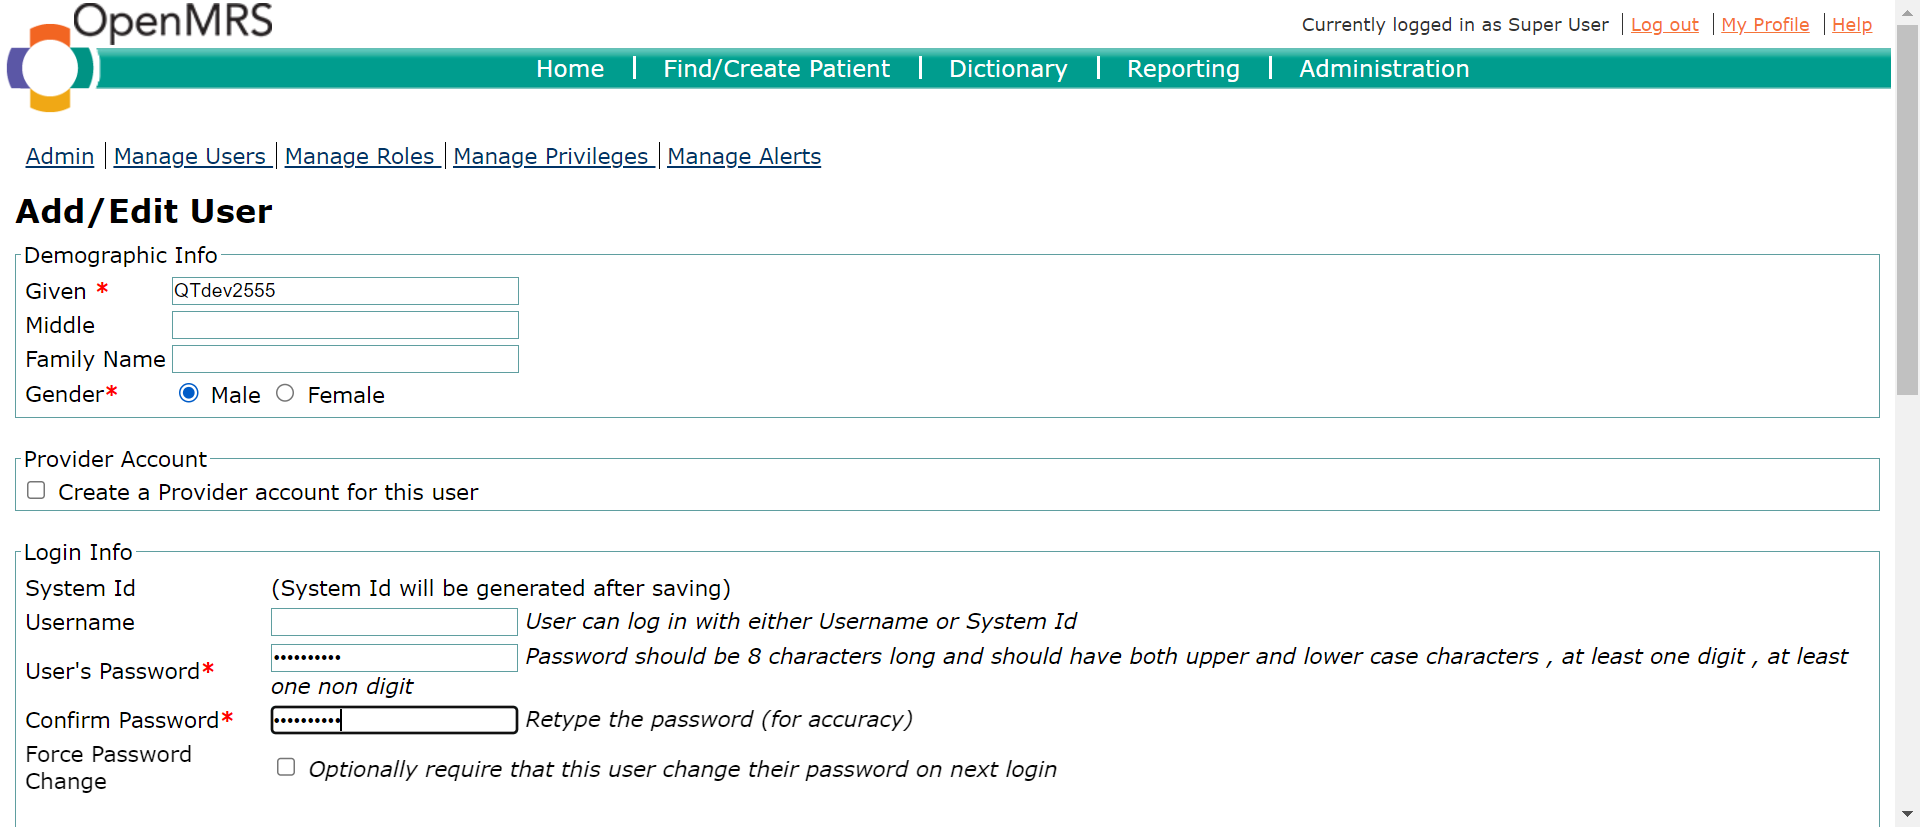 OpenMRS
Currently logged in as Super User Log out My Profile Help
Home Find/Create Patient Dictionary Reporting Administration
Admin Manage Users Manage Roles Manage Privileges Manage Alerts
Add/Edit User
Demographic Info
Given * QTdev2555
Middle
Family Name
Gender* Male Female
Provider Account
Create a Provider account for this user
Login Info
System Id (System Id will be generated after saving)
Username User can log in with either Username or System Id
User's Password* •••••••••• Password should be 8 characters long and should have both upper and lower case characters , at least one digit , at least
one non digit
Confirm Password* •••••••••• Retype the password (for accuracy)
Force Password
Change Optionally require that this user change their password on next login